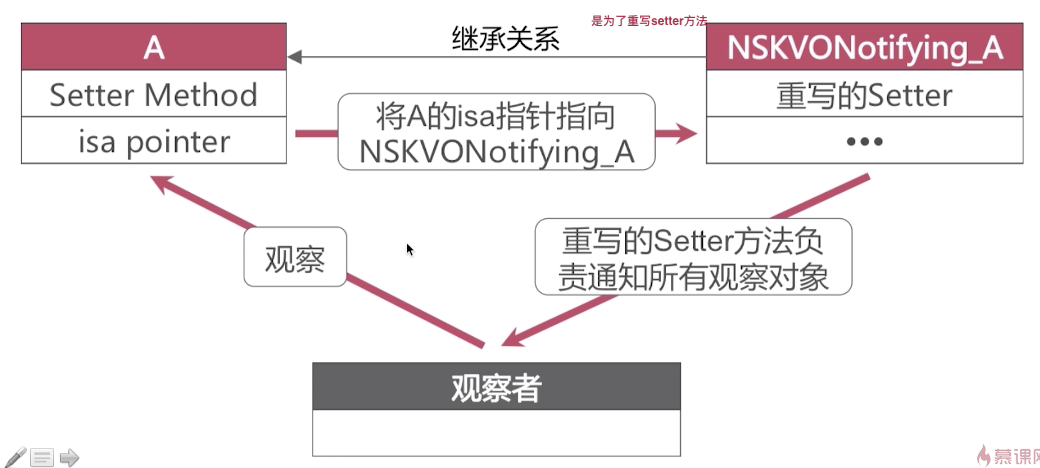 是为了重写setter方法
继承关系
A
NSKVONotifying_A
Setter Method
重写的Setter
将A的isa指针指向
NSKVONotifying_A
isa pointer
•••
观察
重写的Setter方法负
责通知所有观察对象
观察者
慕课网